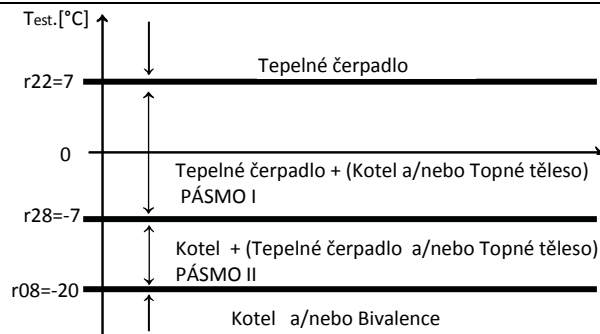 Test.[°C]
Tepelné čerpadlo
r22=7
0
Tepelné čerpadlo + (Kotel a/nebo Topné těleso)
PÁSMO I
r28=-7
Kotel + (Tepelné čerpadlo a/nebo Topné těleso)
PÁSMO II
r08=-20
Kotel a/nebo Bivalence